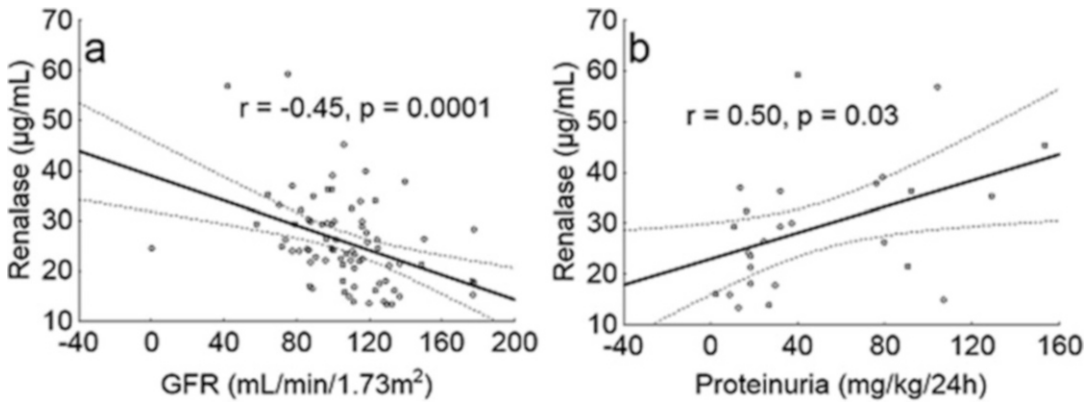 a
r = -0.45, p = 0.0001
Renalase (µg/mL)
70
60
50
40
30
20
10
-40 0 40 80 120 160 200
GFR (mL/min/1.73m²)
b
r = 0.50, p = 0.03
Renalase (µg/mL)
70
60
50
40
30
20
10
-40 0 40 80 120 160
Proteinuria (mg/kg/24h)